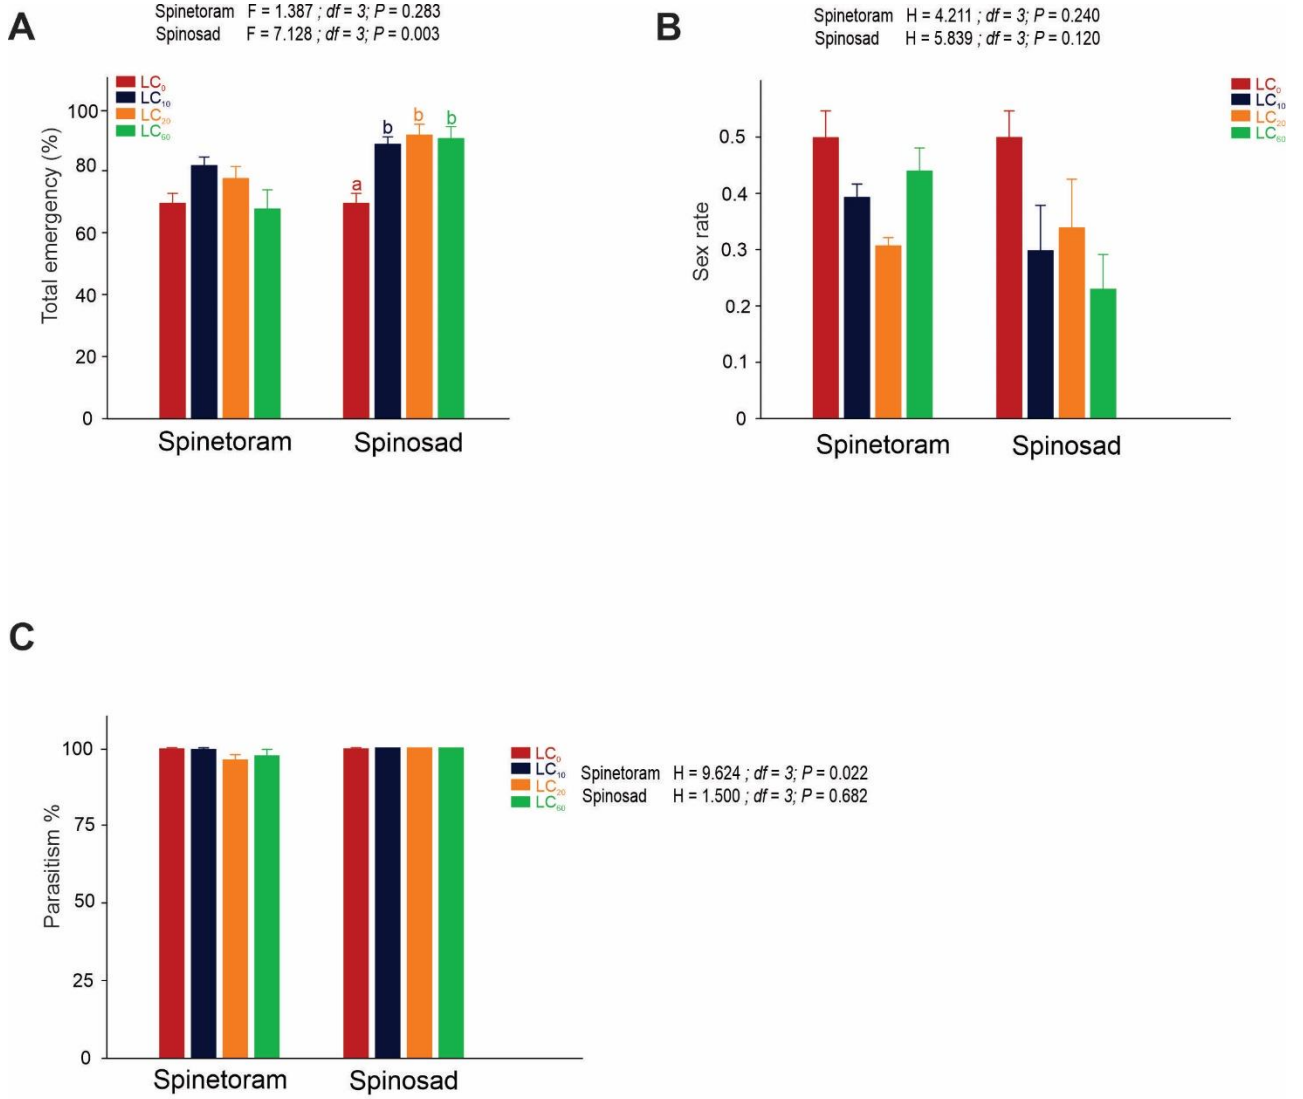 A
Spinetoram F = 1.387 ; df = 3; P = 0.283
Spinosad F = 7.128 ; df = 3; P = 0.003
LC0
LC10
LC20
LC60
Total emergency (%)
100
80
60
40
20
0
a
b
b
b
Spinetoram
Spinosad
B
Spinetoram H = 4.211 ; df = 3; P = 0.240
Spinosad H = 5.839 ; df = 3; P = 0.120
LC0
LC10
LC20
LC60
Sex rate
0.5
0.4
0.3
0.2
0.1
0
Spinetoram
Spinosad
C
Parasitism %
100
75
50
25
0
LC0
LC10
LC20
LC60
Spinetoram H = 9.624 ; df = 3; P = 0.022
Spinosad H = 1.500 ; df = 3; P = 0.682
Spinetoram
Spinosad